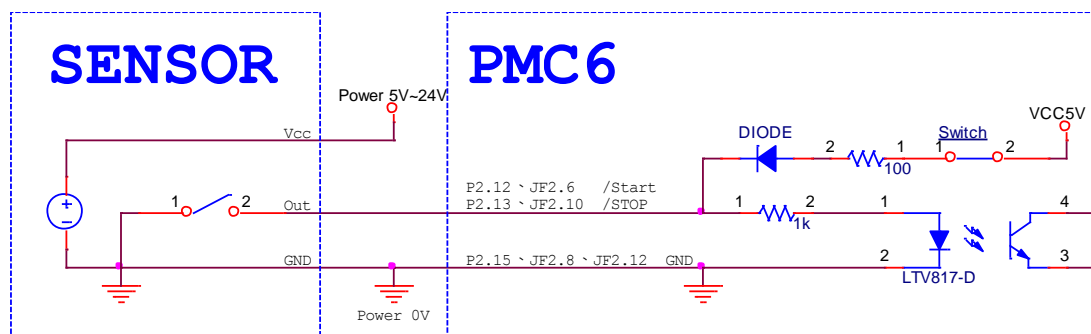 SENSOR
PMC6
Power 5V~24V
VCC5V
Vcc
DIODE
Switch
2
1
1
2
100
P2.12、JF2.6 /Start
1
2
Out
P2.13、JF2.10 /STOP
1
2
1k
1
4
GND
P2.15、JF2.8、JF2.12 GND
2
3
LTV817-D
Power 0V